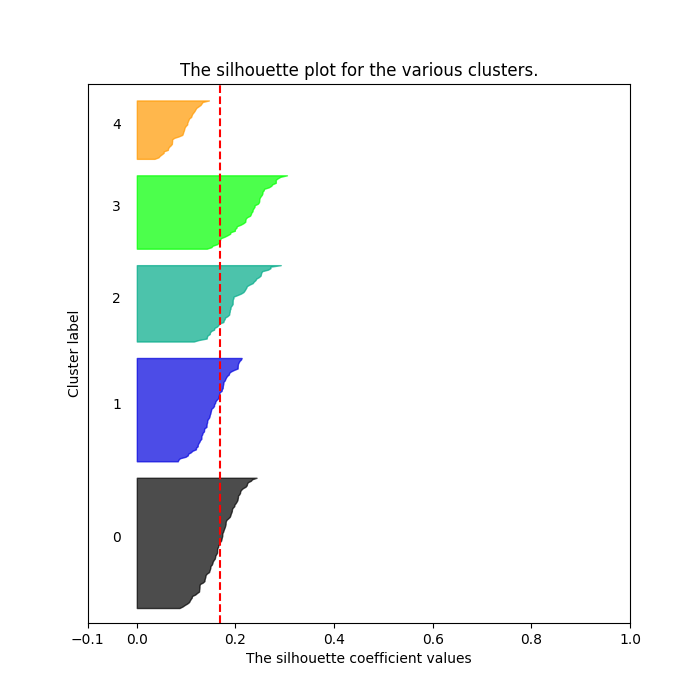 The silhouette plot for the various clusters.
4
3
2
1
0
Cluster label
−0.1 0.0 0.2 0.4 0.6 0.8 1.0
The silhouette coefficient values